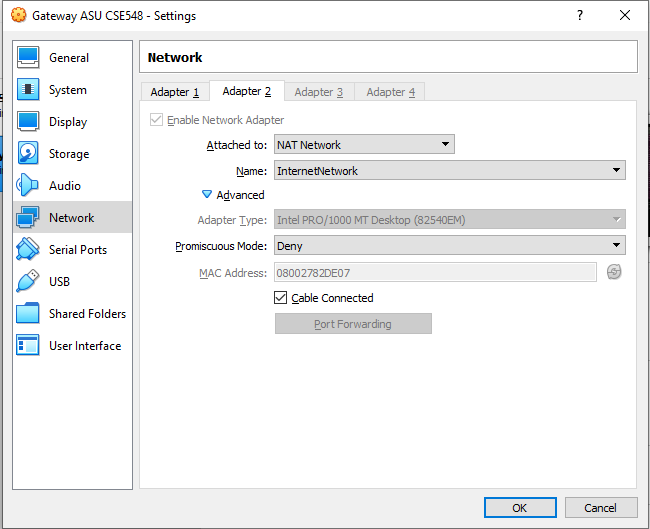 Gateway ASU CSE548 - Settings
?
General
System
Display
Storage
Audio
Network
Serial Ports
USB
Shared Folders
User Interface
Network
Adapter 1 Adapter 2 Adapter 3 Adapter 4
Enable Network Adapter
Attached to: NAT Network
Name: InternetNetwork
Advanced
Adapter Type: Intel PRO/1000 MT Desktop (82540EM)
Promiscuous Mode: Deny
MAC Address: 08002782DE07
Cable Connected
Port Forwarding
OK Cancel